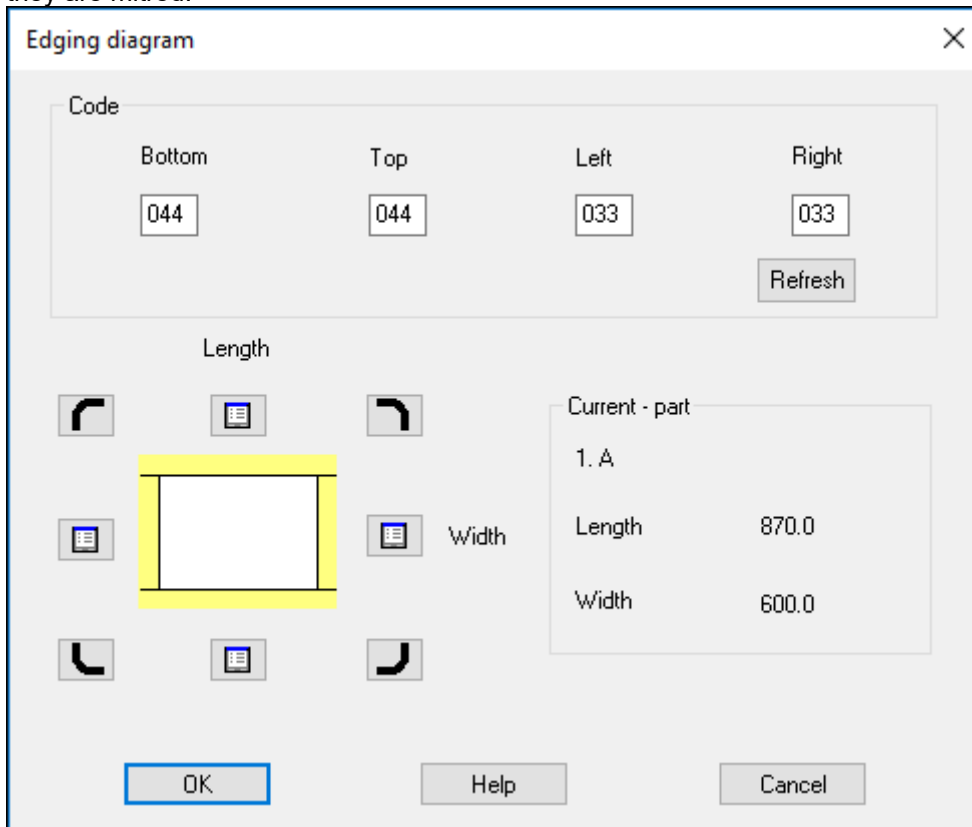 they are mitred.
Edging diagram
Code
Bottom Top Left Right
044 044 033 033
Refresh
Length
Current - part
1. A
Width Length 870.0
Width 600.0
OK Help Cancel